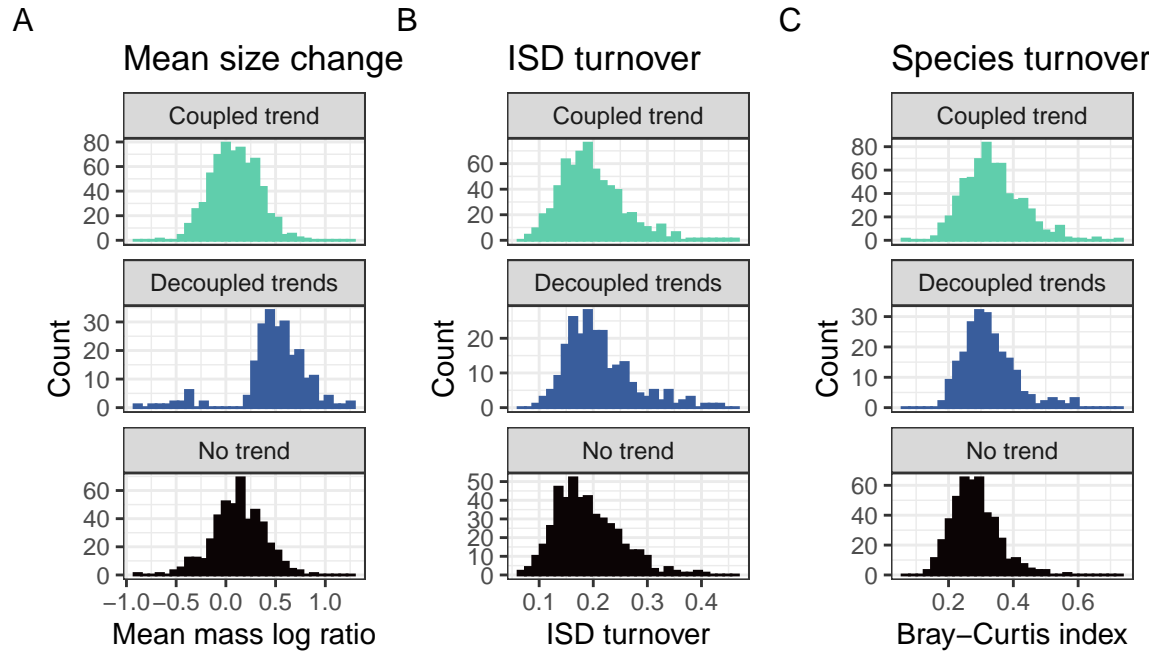 A
B
C
Mean size change
ISD turnover
Species turnover
Coupled trend
80
60
40
20
0
Decoupled trends
30
20
10
0
No trend
60
40
20
0
−1.0 −0.5 0.0 0.5 1.0
Mean mass log ratio
Count
Coupled trend
60
40
20
0
Decoupled trends
20
10
0
No trend
50
40
30
20
10
0
0.1 0.2 0.3 0.4
ISD turnover
Count
Coupled trend
80
60
40
20
0
Decoupled trends
30
20
10
0
No trend
60
40
20
0
0.2 0.4 0.6
Bray−Curtis index
Count